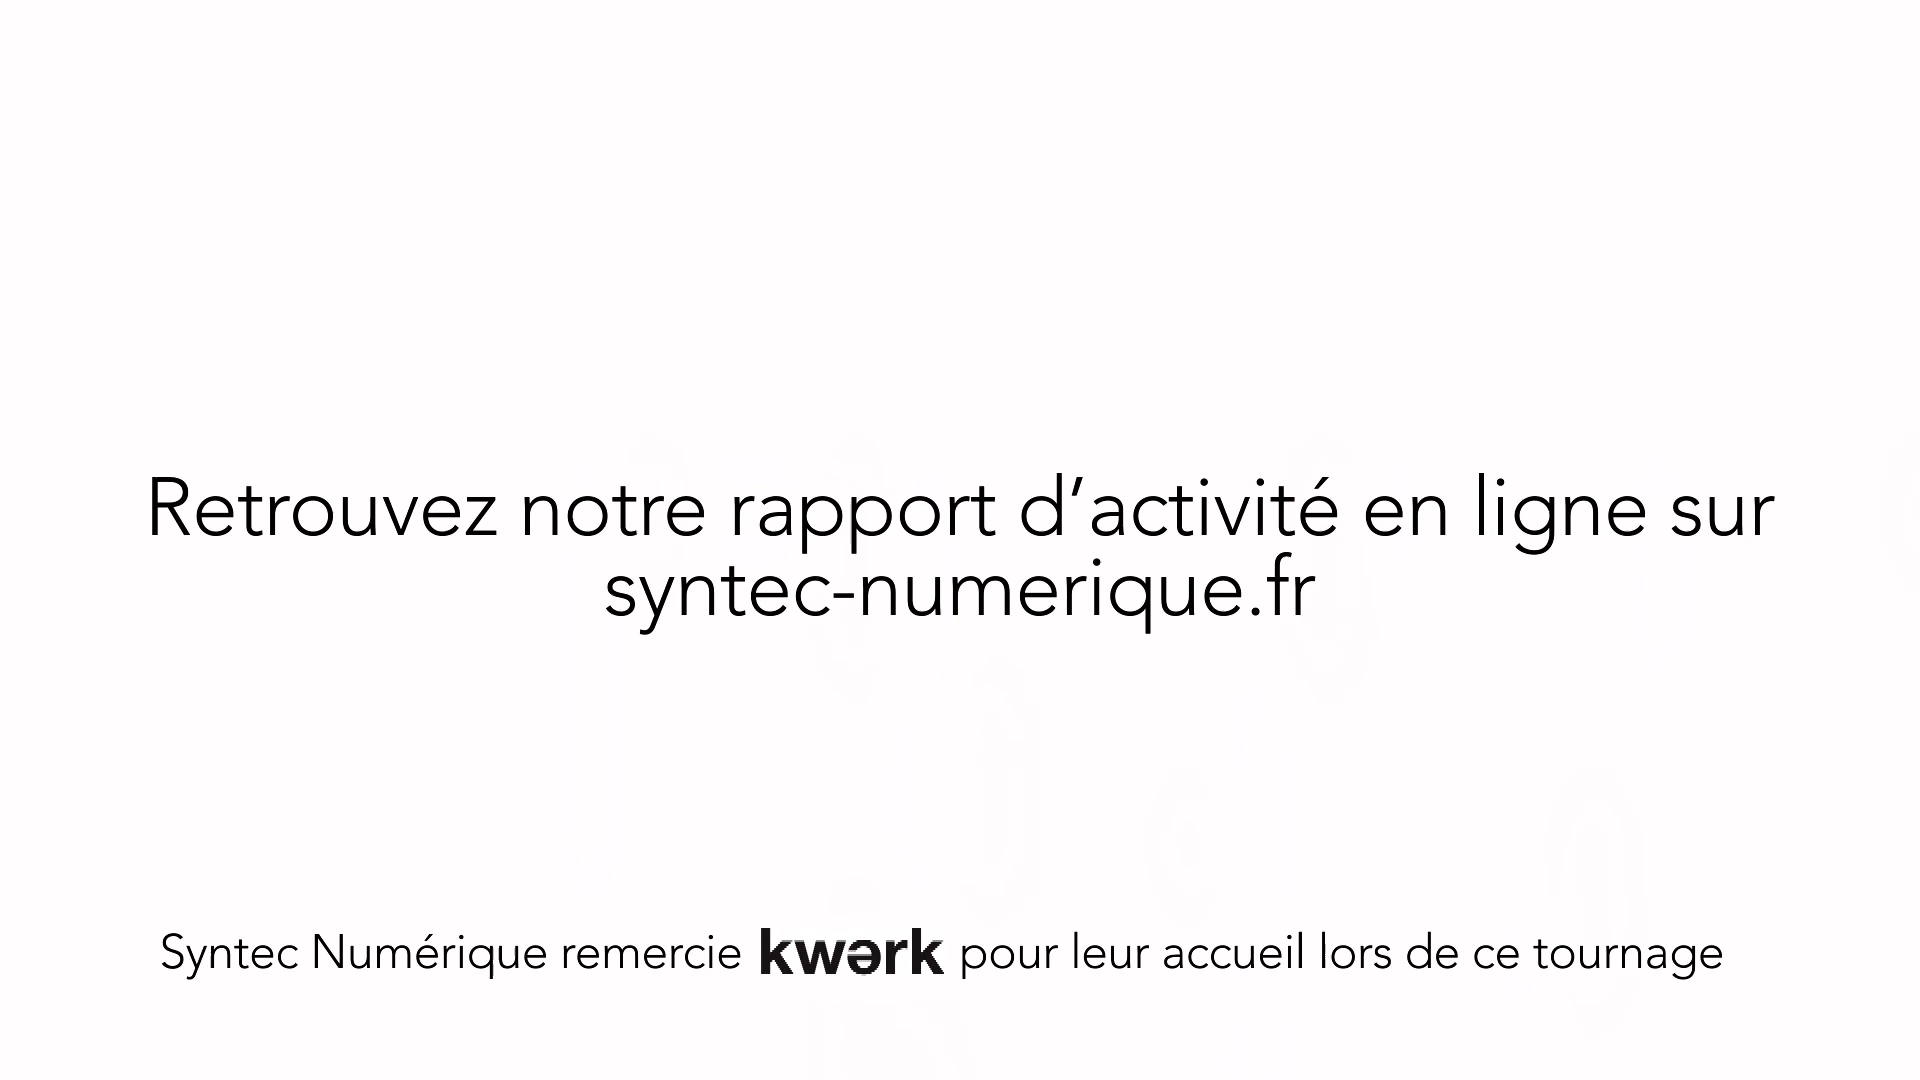 Retrouvez notre rapport d’activité en ligne sur
syntec-numerique.fr
Syntec Numérique remercie kwərk pour leur accueil lors de ce tournage